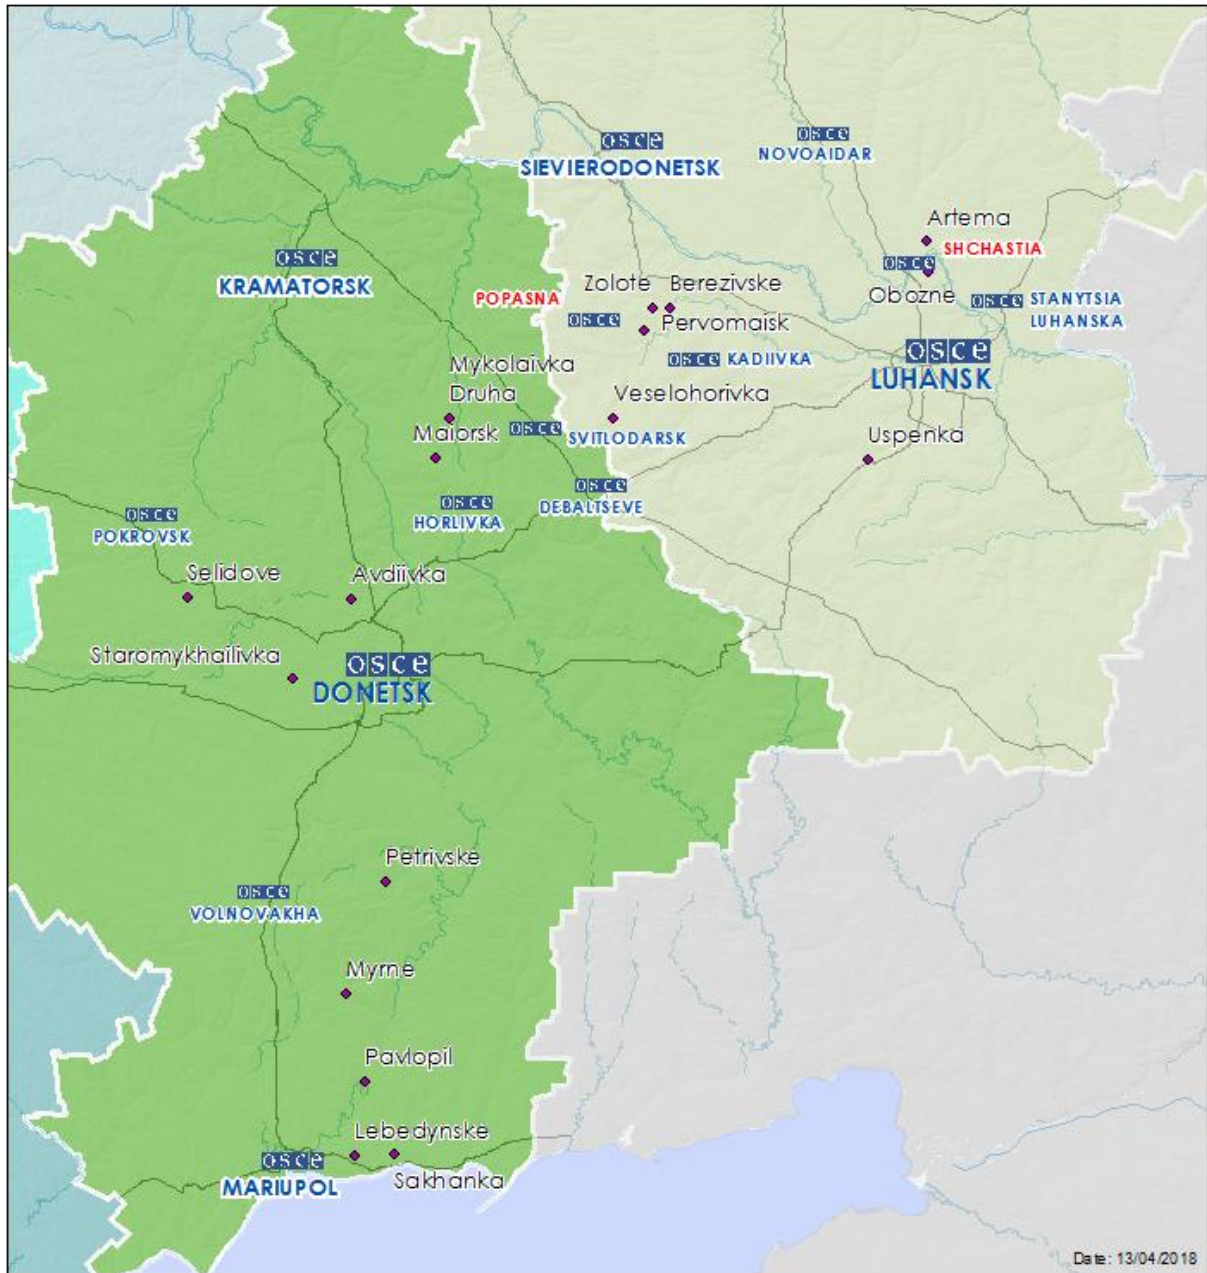 osce
SIEVIERODONETSK
osce
NOVOAIDAR
Artema
SHCHASTIA
osce
Obozne
osce
STANYTSIA
LUHANSKA
osce
KRAMATORSK
POPASNA
osce
Zolote
Berezivske
Pervomaisk
osce
KADIIVKA
osce
LUHANSK
Mykolaivka
Druha
Maiorsk
osce
SVITLODARSK
Veselohorivka
Uspenka
osce
DEBALTSEVE
osce
HORLIVKA
osce
POKROVSK
Selidove
Avdiivka
Staromykhailivka
osce
DONETSK
Petrivske
osce
VOLNOVAKHA
Myrne
Pavlopil
Lebedynske
osce
MARIUPOL
Sakhanka
Date: 13/04/2018